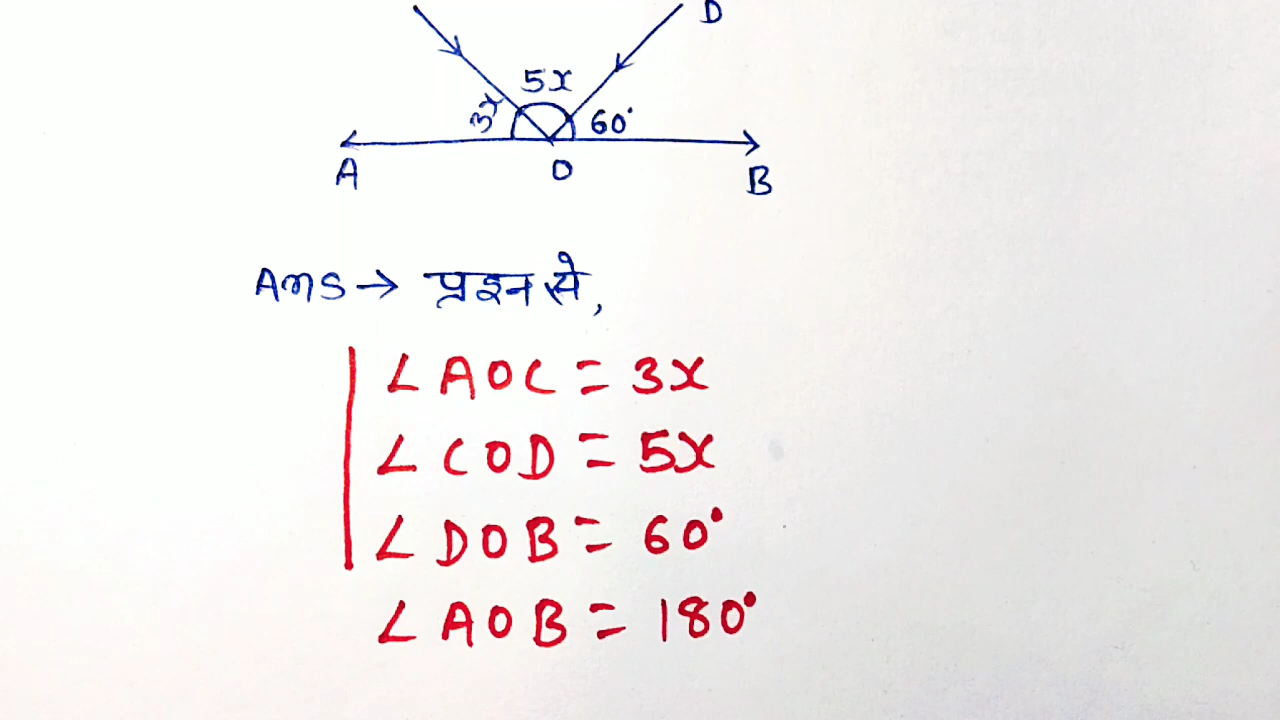 D
5x
3x
60°
A
O
B
Ans → प्रश्न से,
∠AOC = 3x
∠COD = 5x
∠DOB = 60°
∠AOB = 180°